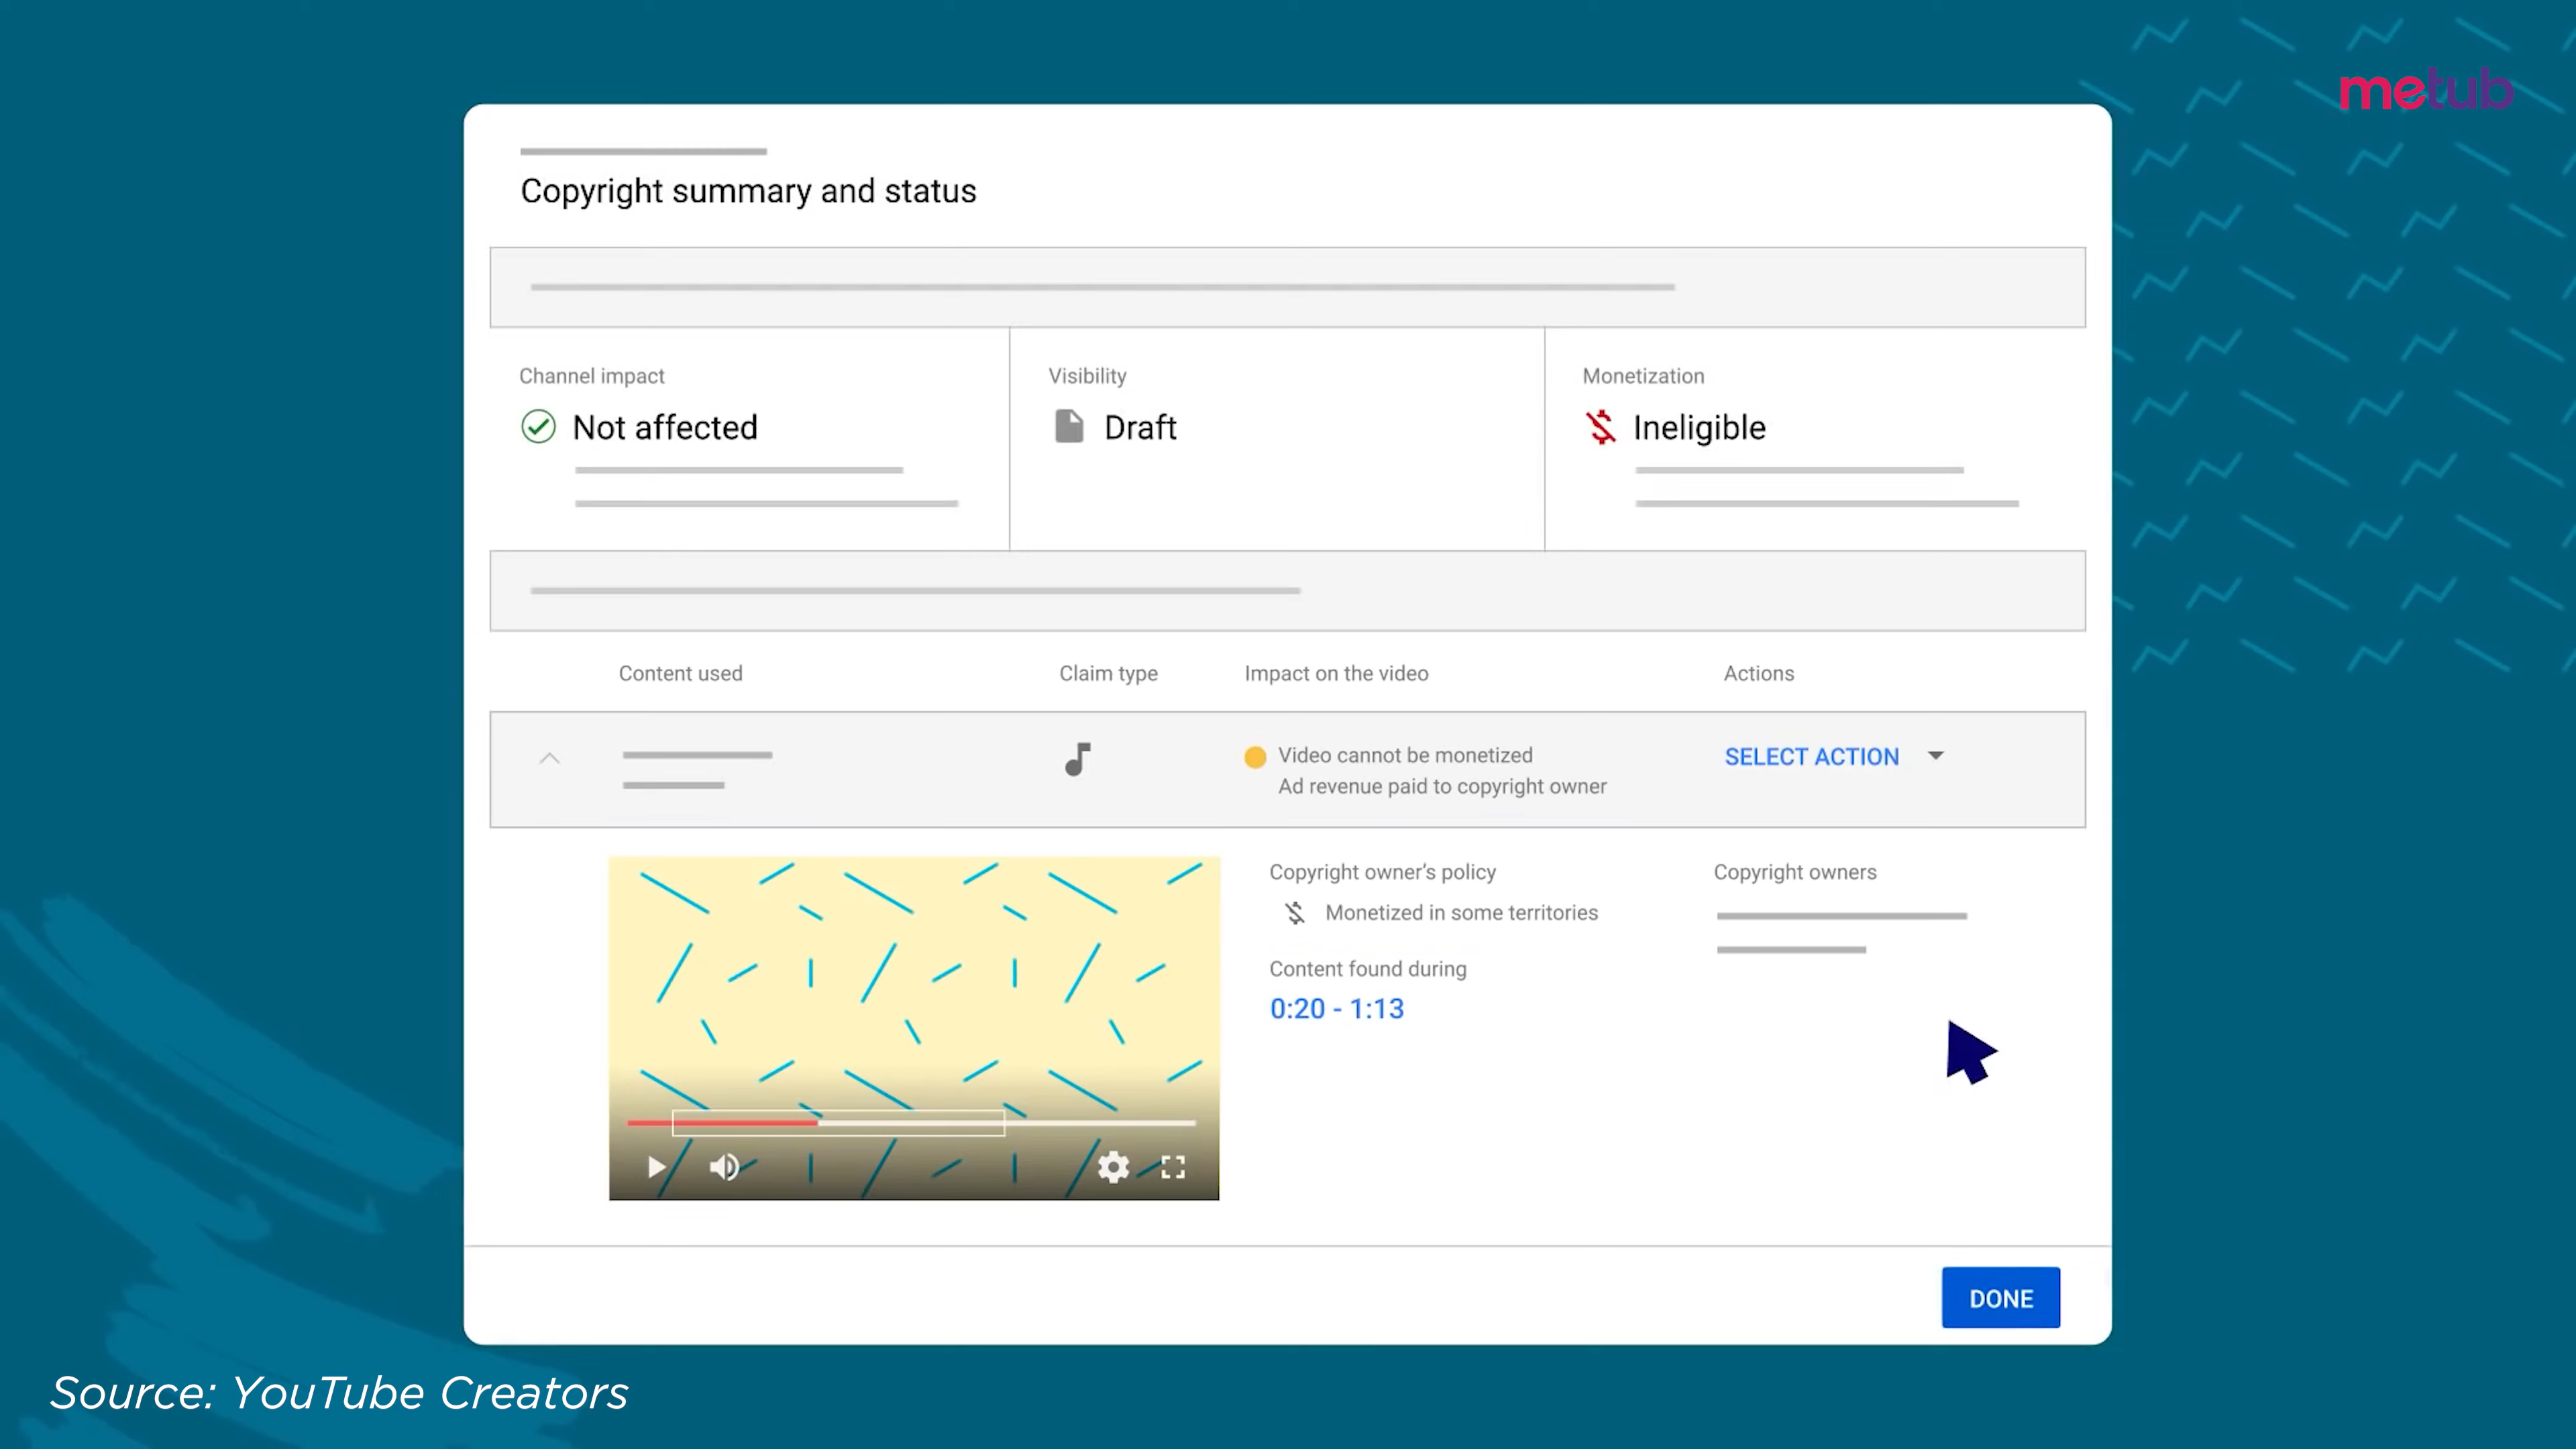 metub
Copyright summary and status
Channel impact
Not affected
Visibility
Draft
Monetization
Ineligible
Content used
Claim type
Impact on the video
Actions
Video cannot be monetized
Ad revenue paid to copyright owner
SELECT ACTION
Copyright owner's policy
Monetized in some territories
Content found during
0:20 - 1:13
Copyright owners
DONE
Source: YouTube Creators